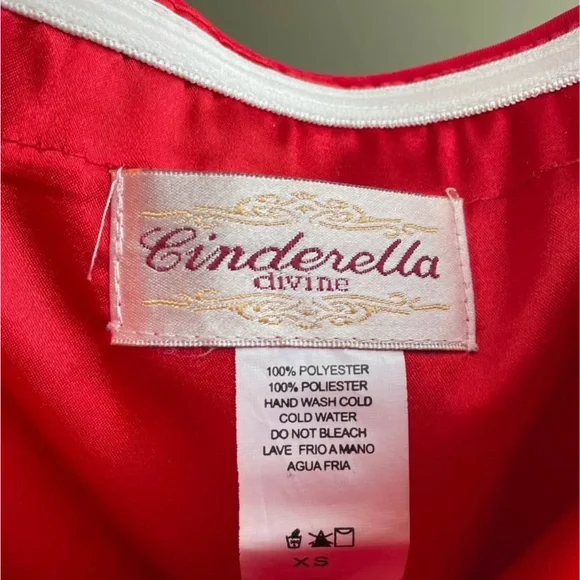 Cinderella
divine
100% POLYESTER
100% POLIESTER
HAND WASH COLD
COLD WATER
DO NOT BLEACH
LAVE FRIO A MANO
AGUA FRIA
XS